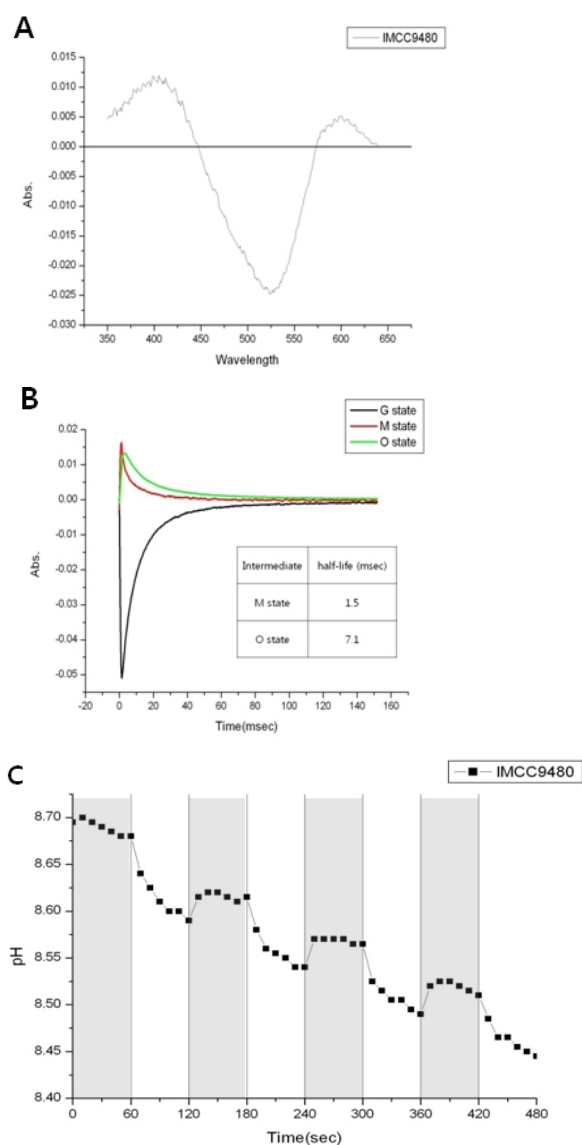 A
IMCC9480
0.015
0.010
0.005
0.000
-0.005
-0.010
-0.015
-0.020
-0.025
-0.030
Abs.
350 400 450 500 550 600 650
Wavelength
B
G state
M state
O state
0.02
0.01
0.00
-0.01
-0.02
-0.03
-0.04
-0.05
Abs.
Intermediate half-life (msec)
M state 1.5
O state 7.1
-20 0 20 40 60 80 100 120 140 160
Time(msec)
C
IMCC9480
8.70
8.65
8.60
8.55
8.50
8.45
8.40
pH
0 60 120 180 240 300 360 420 480
Time(sec)